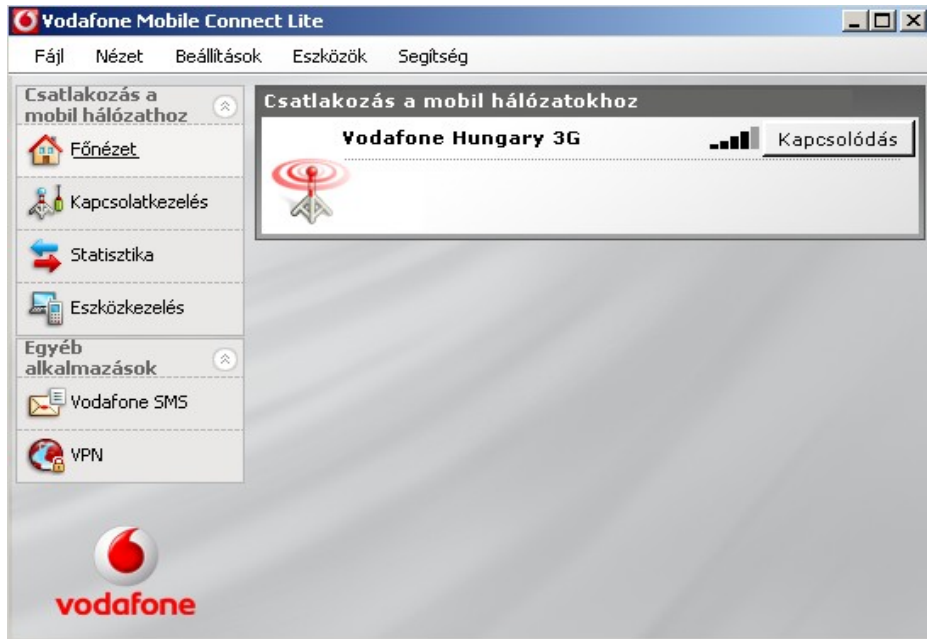 Vodafone Mobile Connect Lite
Fájl Nézet Beállítások Eszközök Segítség
Csatlakozás a
mobil hálózathoz
Főnézet
Kapcsolatkezelés
Statisztika
Eszközkezelés
Egyéb
alkalmazások
Vodafone SMS
VPN
vodafone
Csatlakozás a mobil hálózatokhoz
Vodafone Hungary 3G
Kapcsolódás